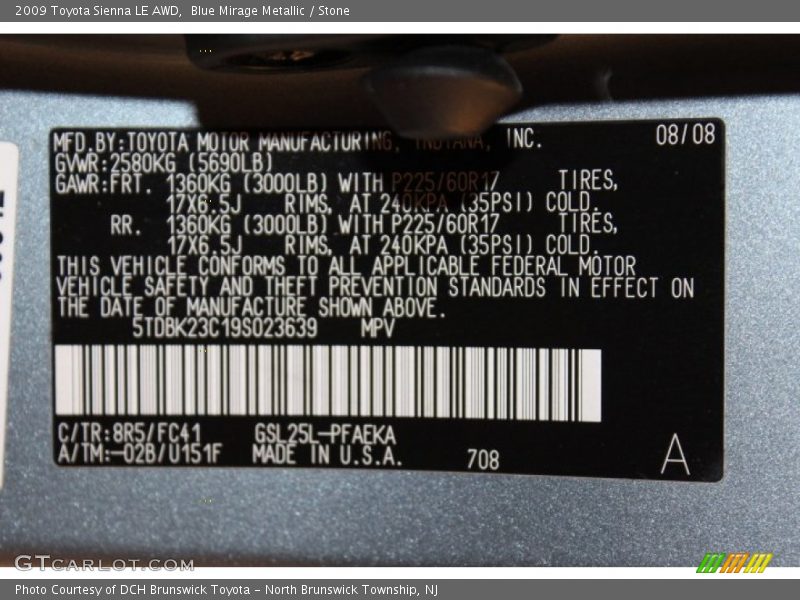 2009 Toyota Sienna LE AWD,  Blue Mirage Metallic / Stone
MFD.BY:TOYOTA MOTOR MANUFACTURING, INDIANA, INC. 08/08
GVWR:2580KG (5690LB)
GAWR:FRT. 1360KG (3000LB) WITH P225/60R17 TIRES,
17X6.5J RIMS, AT 240KPA (35PSI) COLD.
RR. 1360KG (3000LB) WITH P225/60R17 TIRES,
17X6.5J RIMS, AT 240KPA (35PSI) COLD.
THIS VEHICLE CONFORMS TO ALL APPLICABLE FEDERAL MOTOR
VEHICLE SAFETY AND THEFT PREVENTION STANDARDS IN EFFECT ON
THE DATE OF MANUFACTURE SHOWN ABOVE.
5TDBK23C19S023639 MPV
C/TR:8R5/FC41 GSL25L-PFAEKA
A/TM:-02B/U151F MADE IN U.S.A. 708 A
GTcarlot.com
Photo Courtesy of DCH Brunswick Toyota - North Brunswick Township, NJ